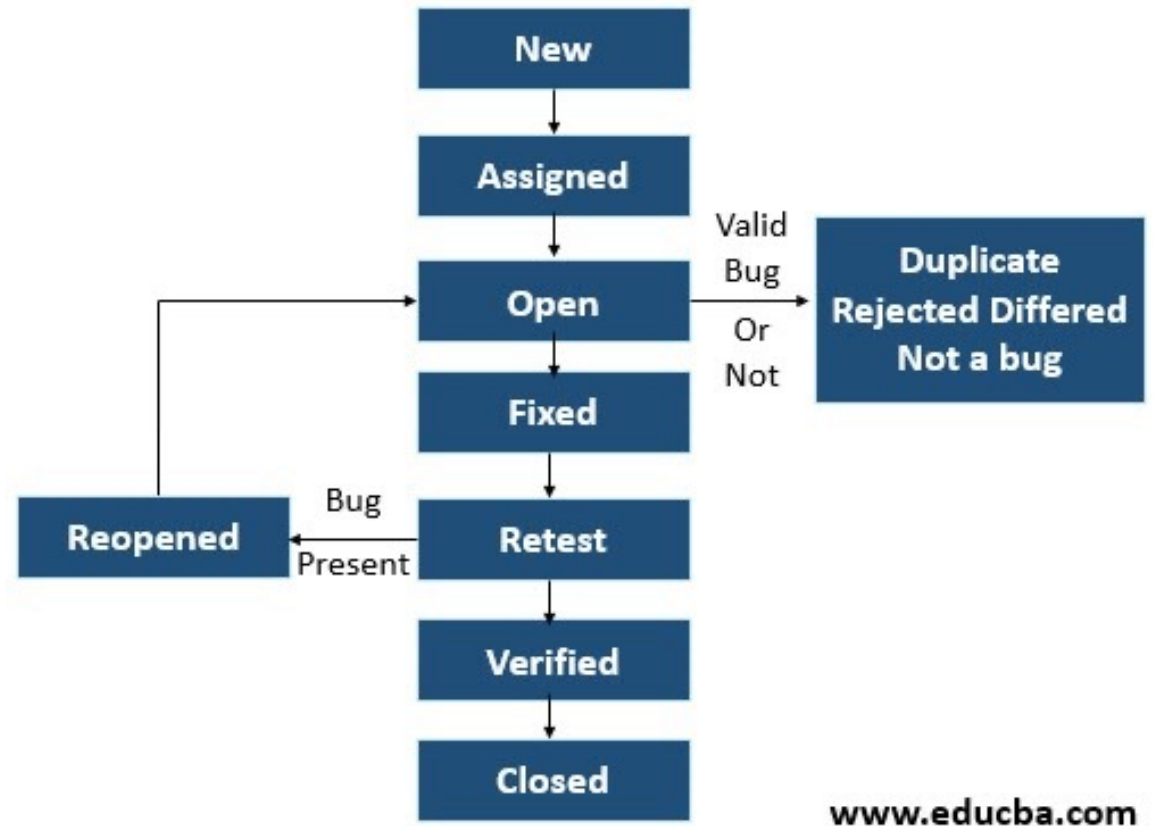 New
Assigned
Valid
Bug
Or
Not
Open
Duplicate
Rejected Differed
Not a bug
Fixed
Bug
Present
Reopened
Retest
Verified
Closed
www.educba.com